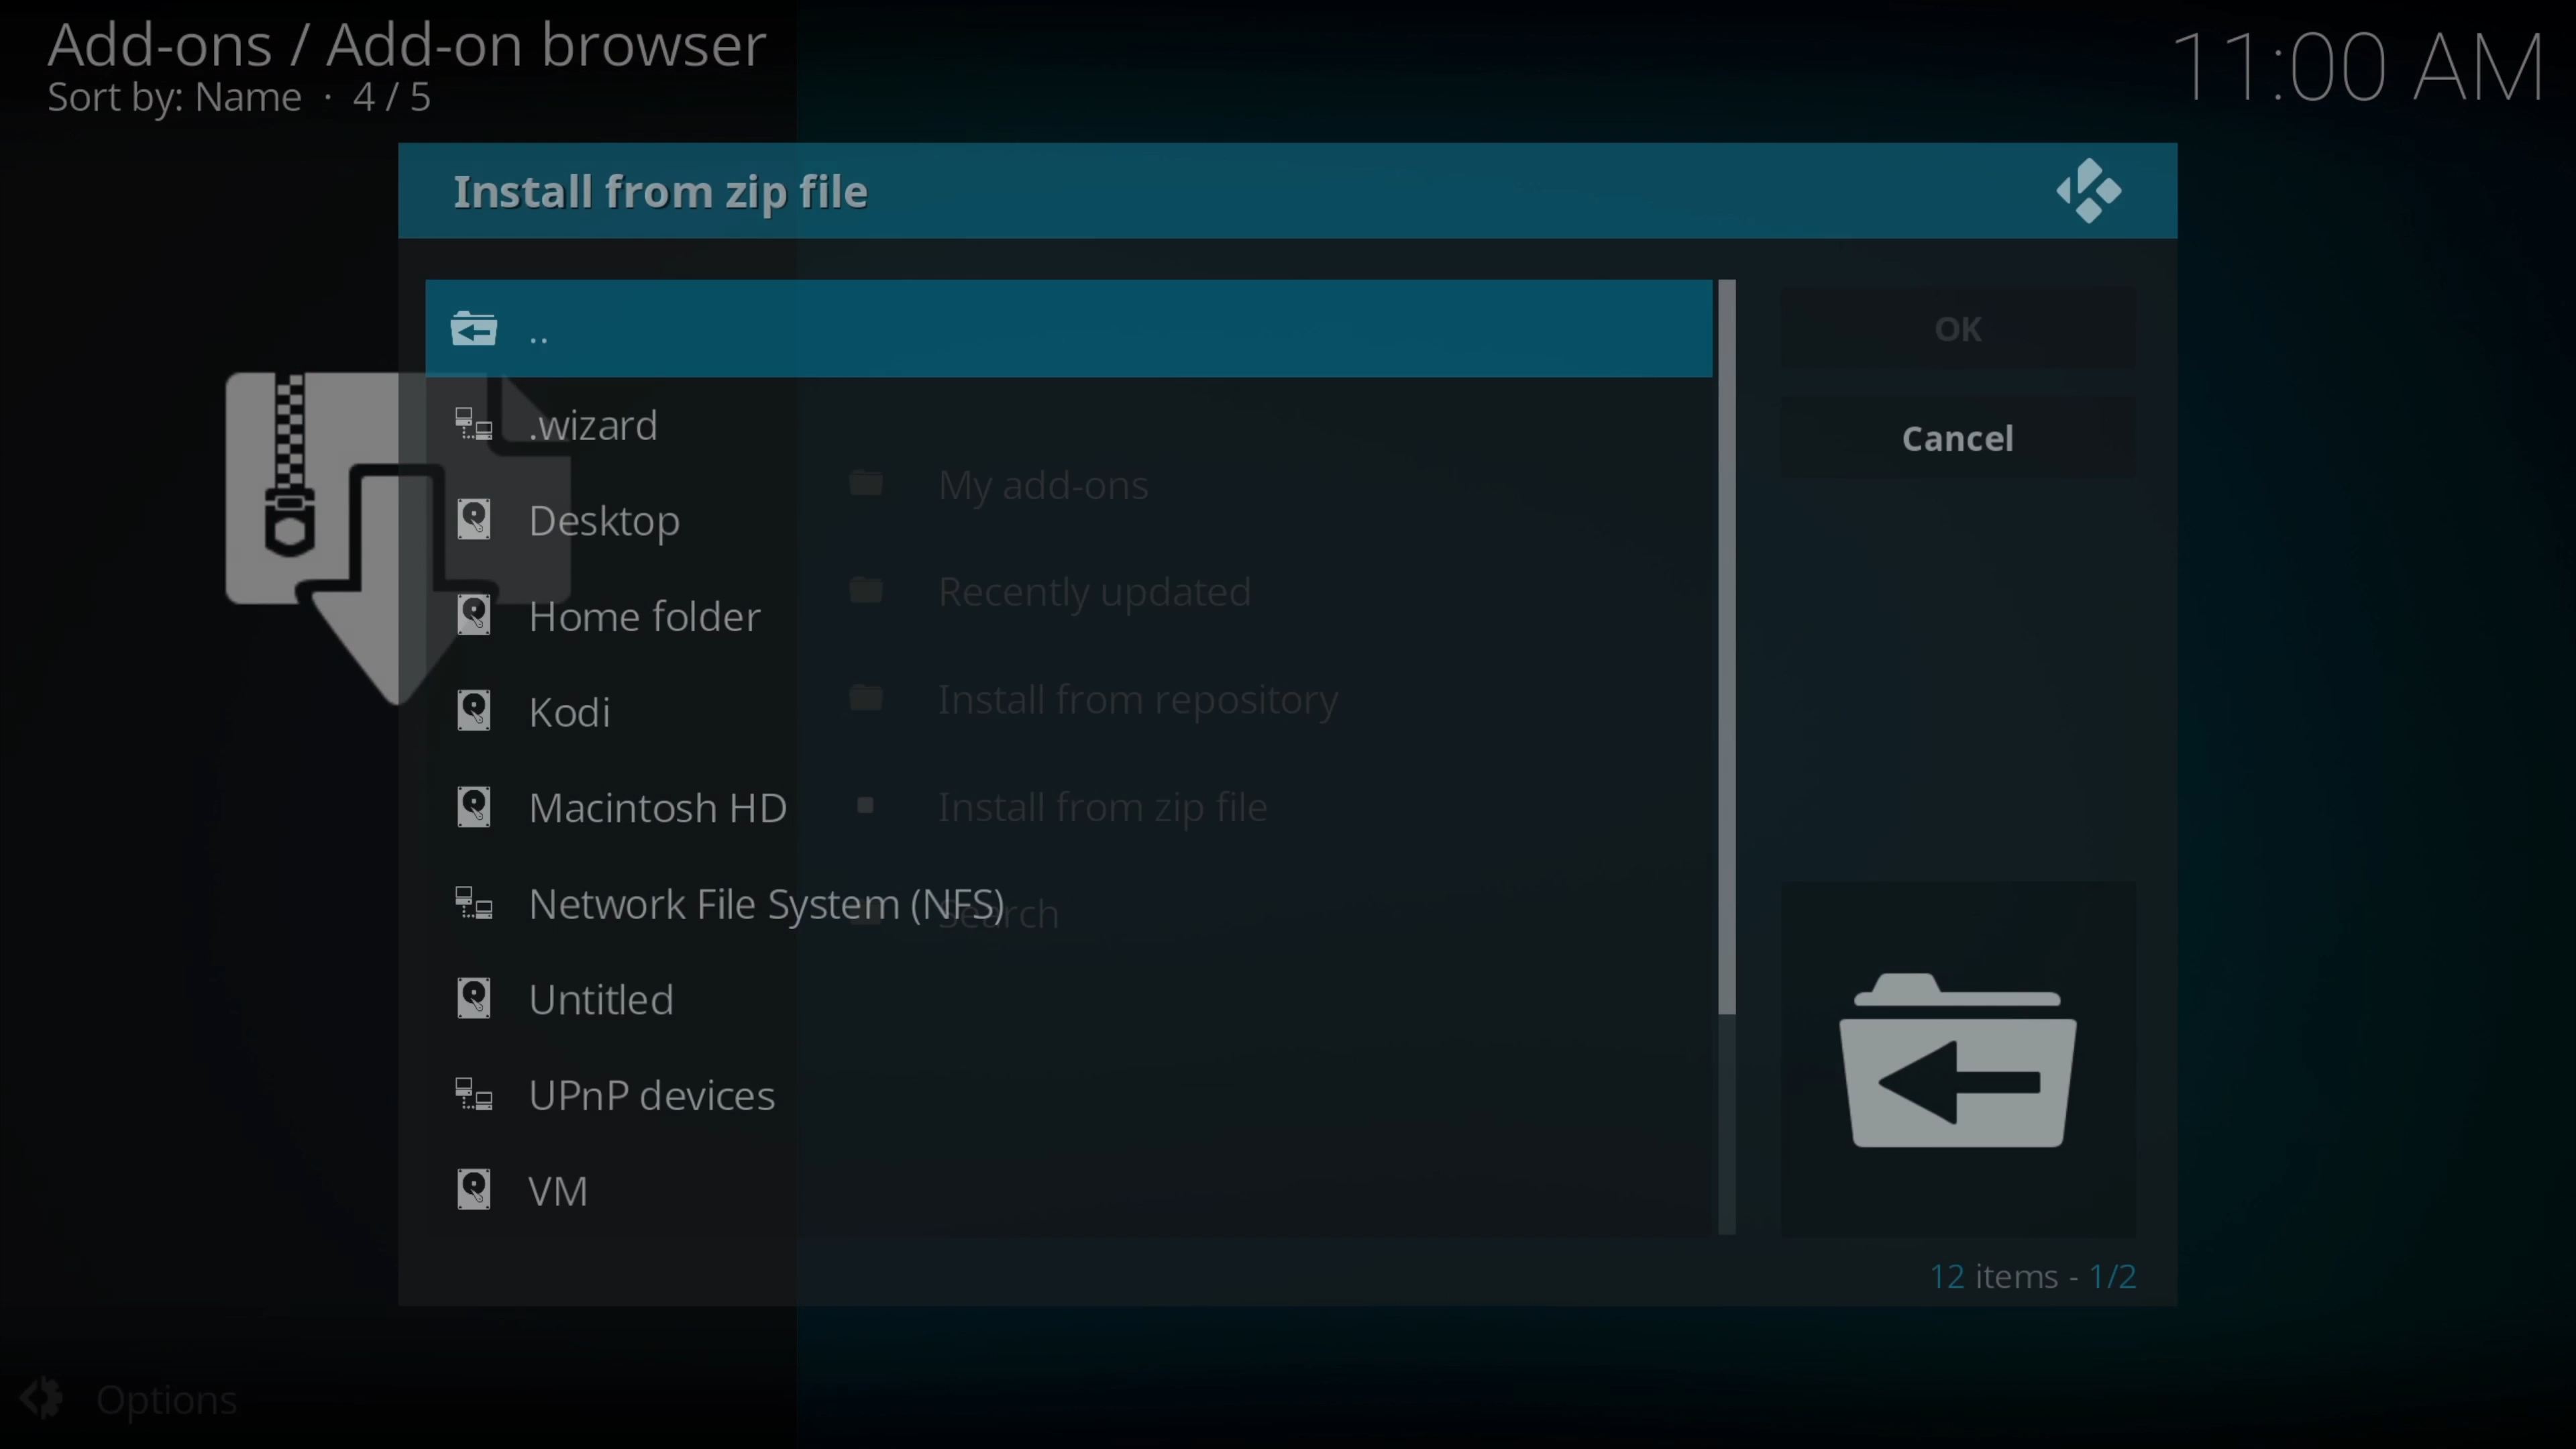 Add-ons / Add-on browser
Sort by: Name · 4 / 5
11:00 AM
Install from zip file
..
.wizard
Desktop
Home folder
Kodi
Macintosh HD
Network File System (NFS)
Untitled
UPnP devices
VM
My add-ons
Recently updated
Install from repository
Install from zip file
Search
OK
Cancel
12 items - 1/2
Options